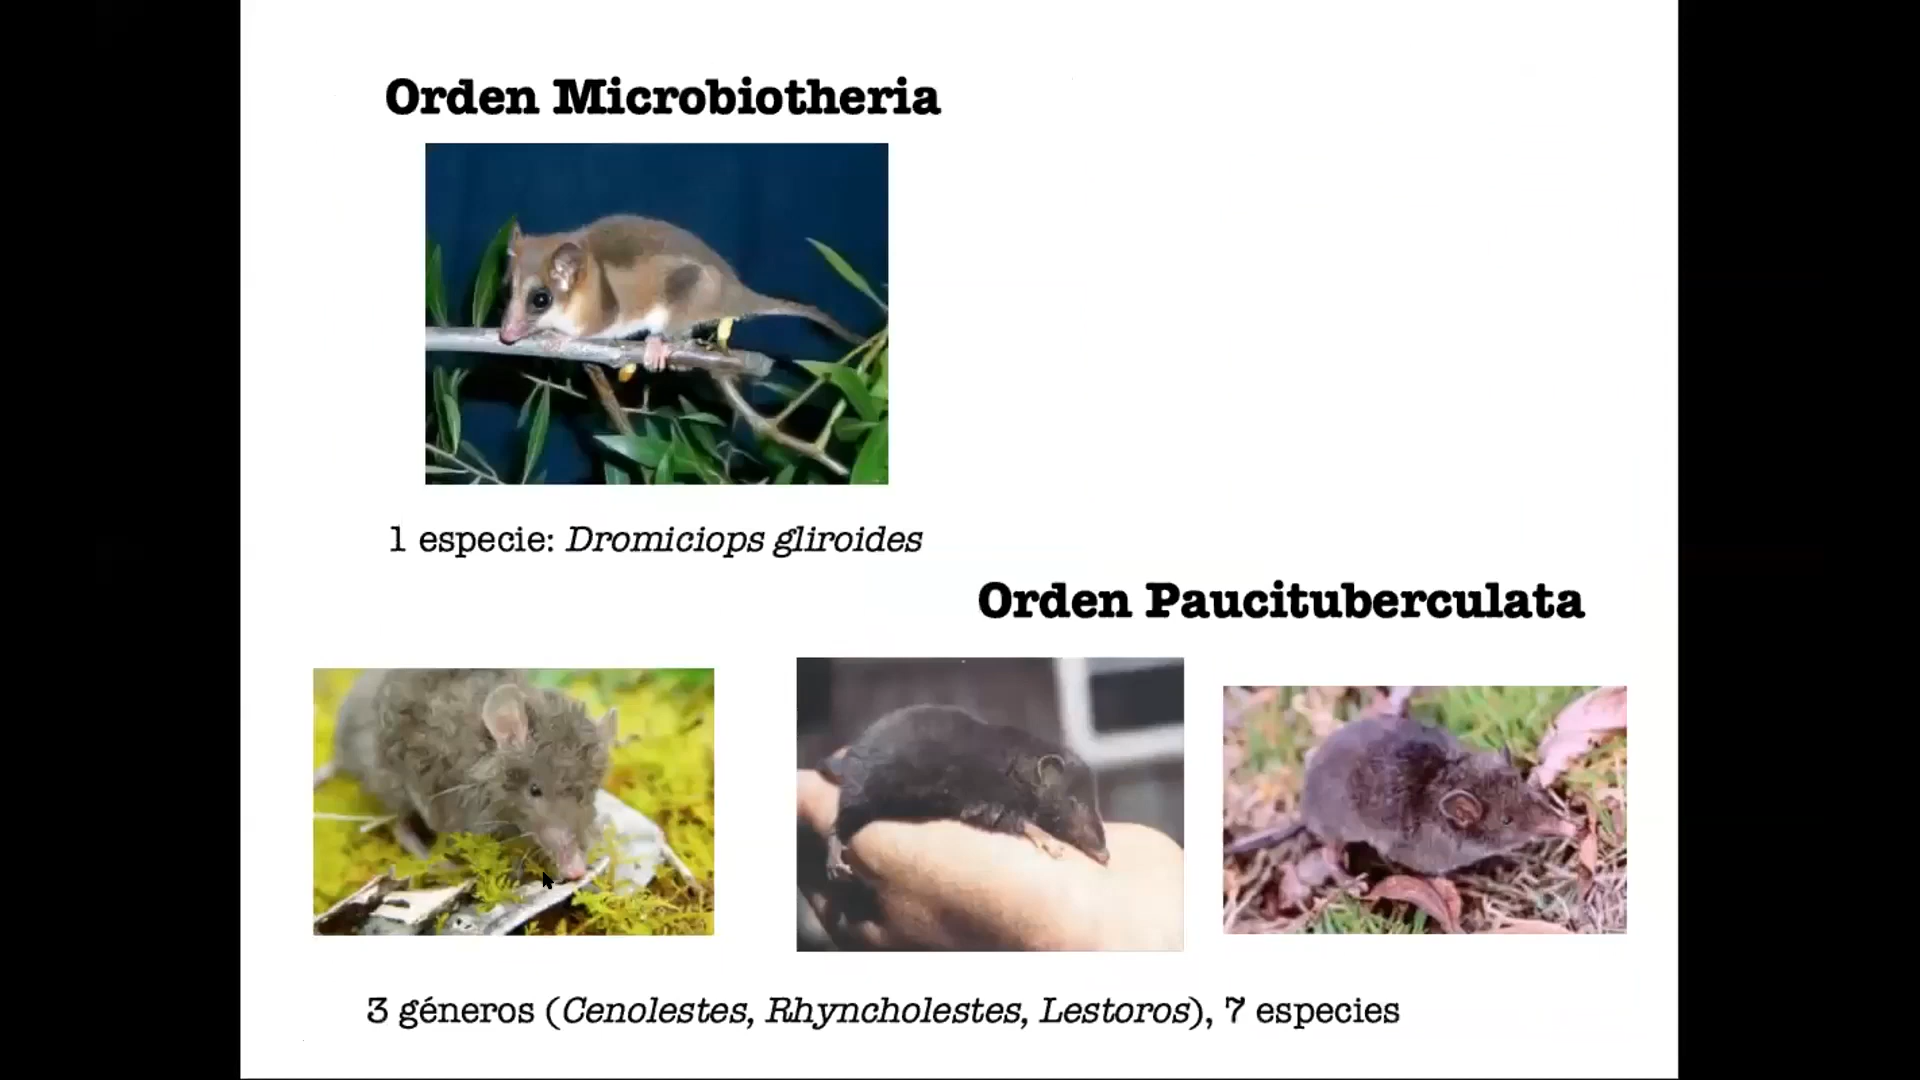 Orden Microbiotheria
1 especie: Dromiciops gliroides
Orden Paucituberculata
3 géneros (Cenolestes, Rhyncholestes, Lestoros), 7 especies